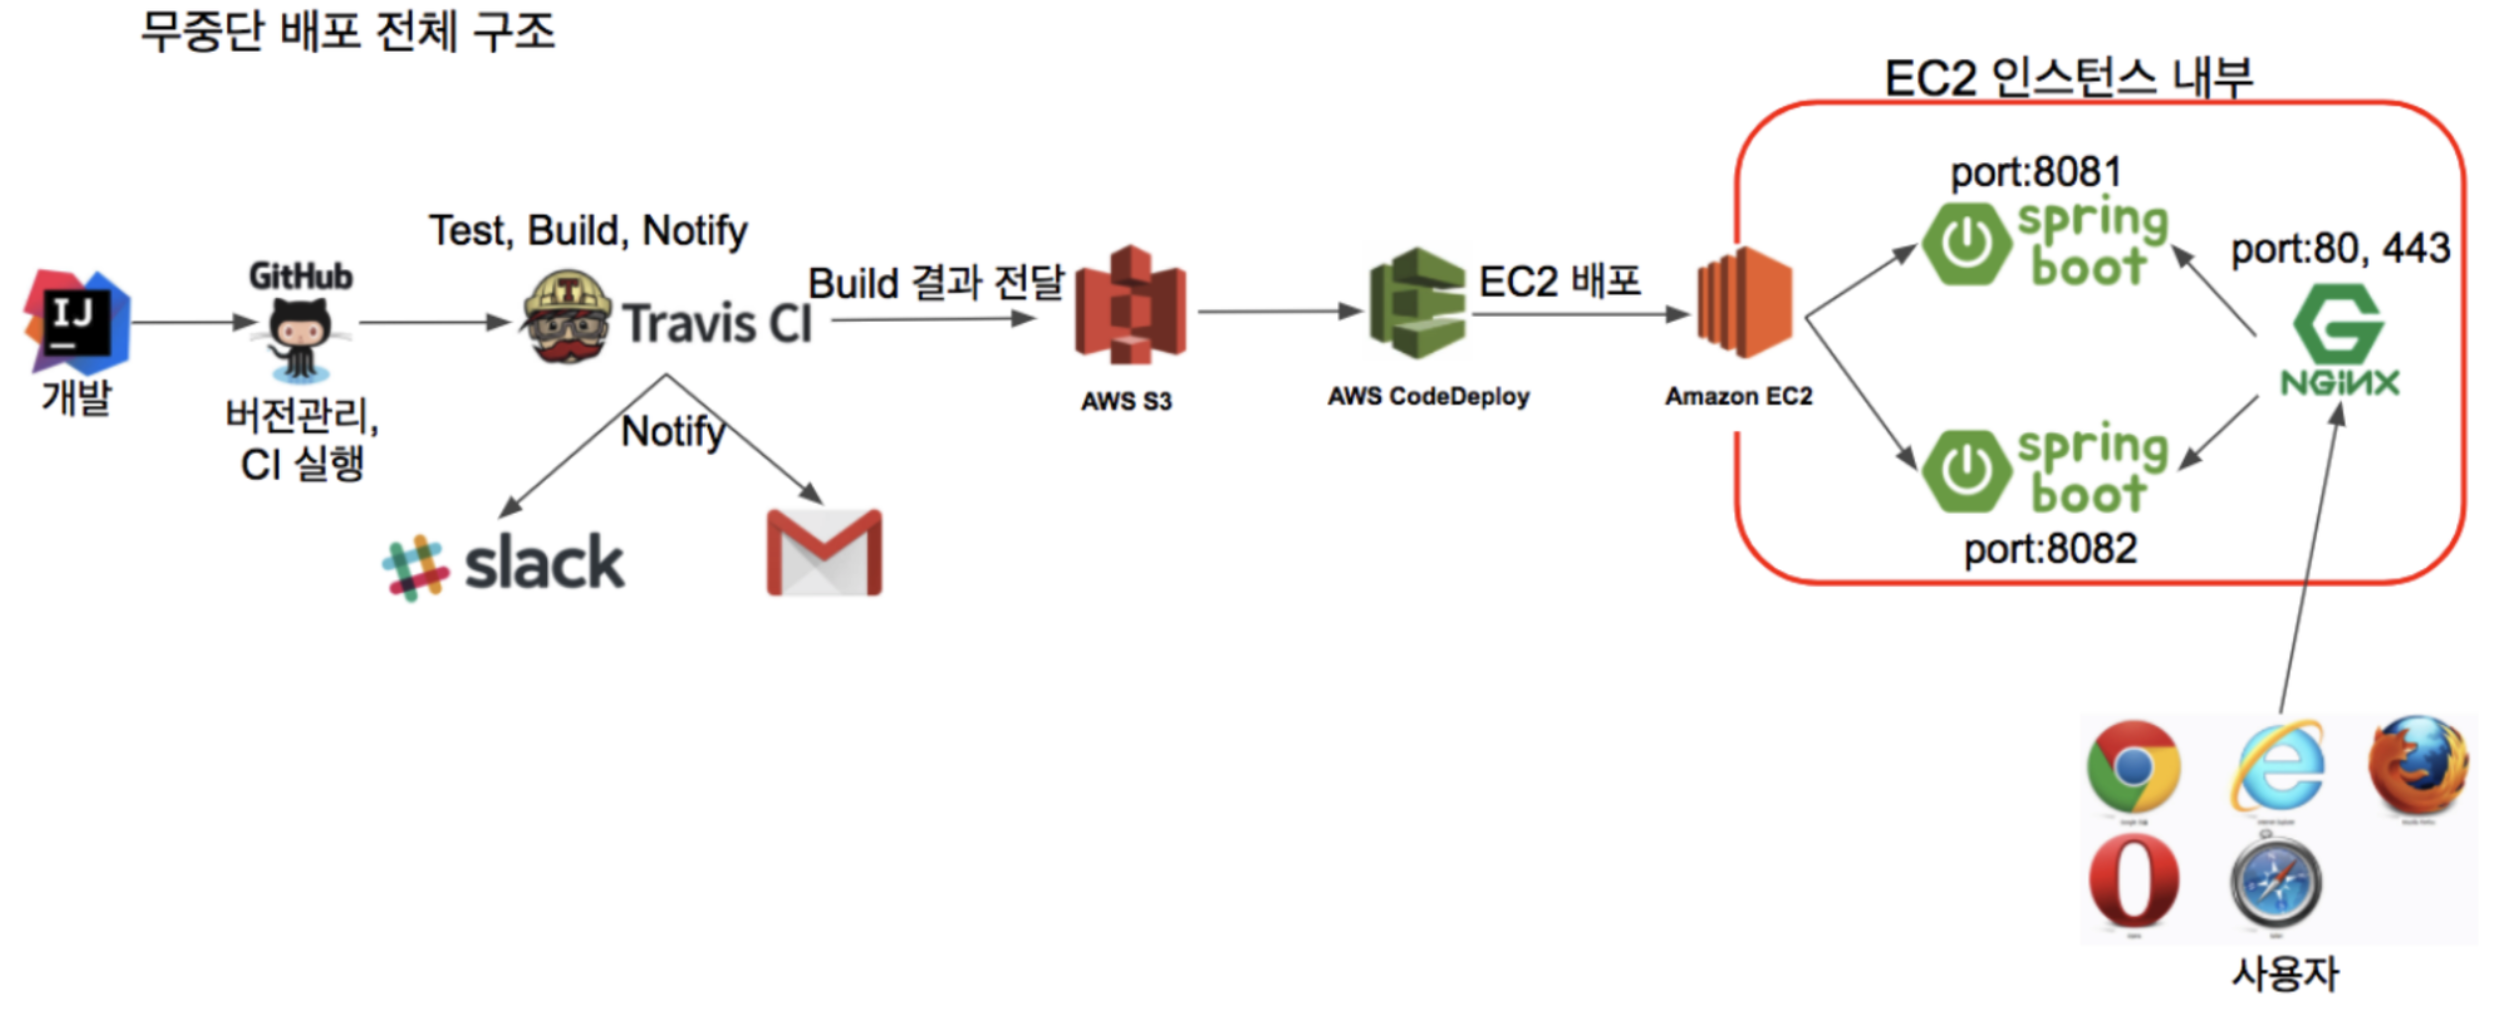 무중단 배포 전체 구조
EC2 인스턴스 내부
port:8081
spring
boot
port:80, 443
NGiNX
Test, Build, Notify
GitHub
IJ
개발
버전관리,
CI 실행
T
Travis CI
Build 결과 전달
AWS S3
AWS CodeDeploy
EC2 배포
Amazon EC2
Notify
slack
spring
boot
port:8082
사용자